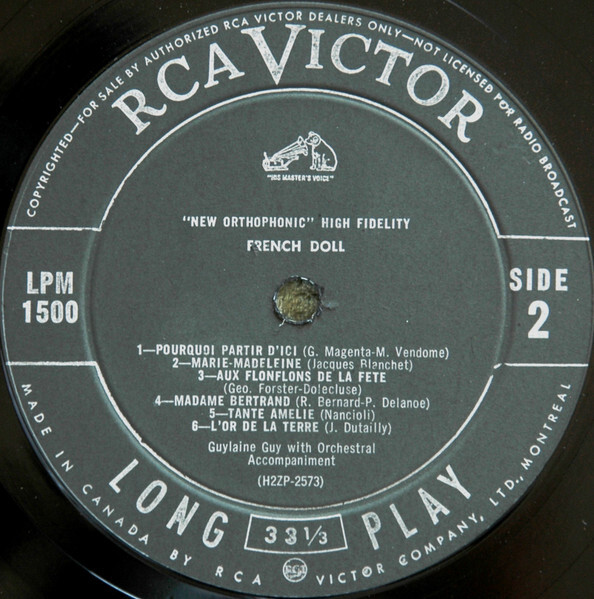 COPYRIGHTED—FOR SALE BY AUTHORIZED RCA VICTOR DEALERS ONLY—NOT LICENSED FOR RADIO BROADCAST
RCA VICTOR
"HIS MASTER'S VOICE"
"NEW ORTHOPHONIC" HIGH FIDELITY
FRENCH DOLL
LPM
1500
SIDE
2
1—POURQUOI PARTIR D'ICI (G. Magenta-M. Vendome)
2—MARIE-MADELEINE (Jacques Blanchet)
3—AUX FLONFLONS DE LA FETE
(Geo. Forster-Dolecluse)
4—MADAME BERTRAND (R. Bernard-P. Delanoe)
5—TANTE AMELIE (Nancioli)
6—L'OR DE LA TERRE (J. Dutailly)
Guylaine Guy with Orchestral
Accompaniment
(H2ZP-2573)
LONG 33 1/3 PLAY
MADE IN CANADA BY RCA RCA VICTOR COMPANY, LTD., MONTREAL